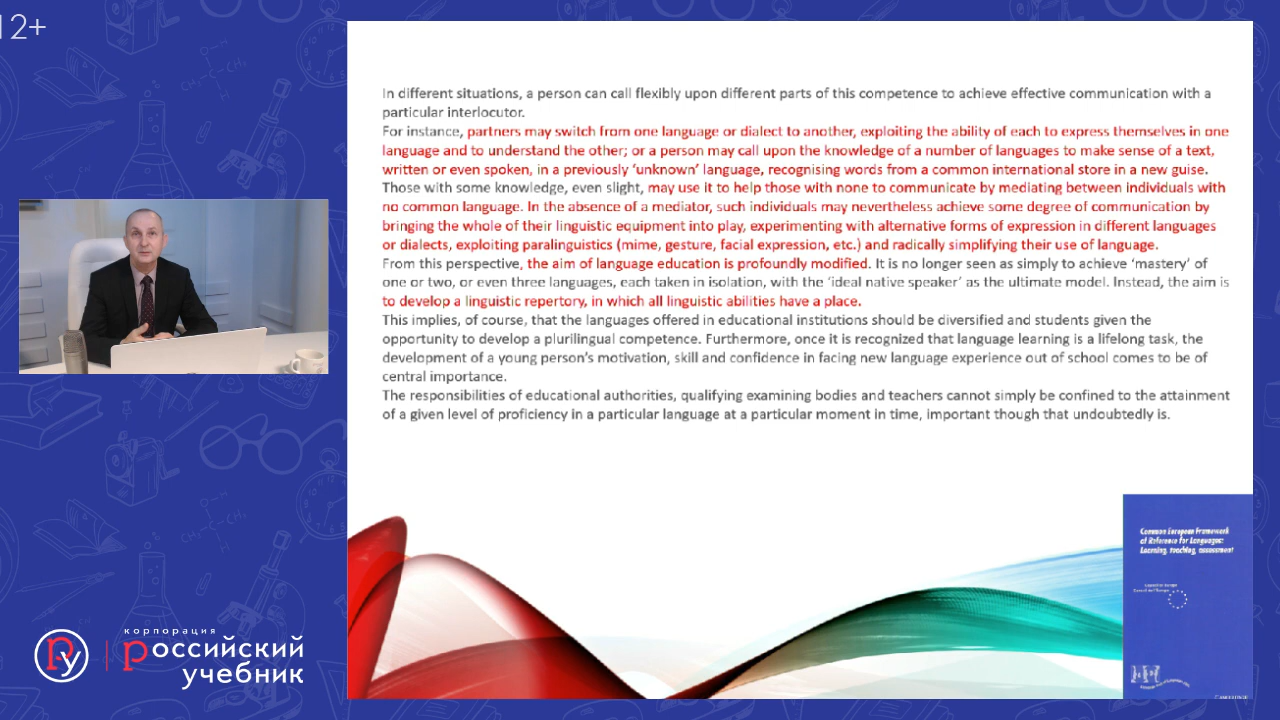 12+
In different situations, a person can call flexibly upon different parts of this competence to achieve effective communication with a
particular interlocutor.
For instance, partners may switch from one language or dialect to another, exploiting the ability of each to express themselves in one
language and to understand the other; or a person may call upon the knowledge of a number of languages to make sense of a text,
written or even spoken, in a previously ‘unknown’ language, recognising words from a common international store in a new guise.
Those with some knowledge, even slight, may use it to help those with none to communicate by mediating between individuals with
no common language. In the absence of a mediator, such individuals may nevertheless achieve some degree of communication by
bringing the whole of their linguistic equipment into play, experimenting with alternative forms of expression in different languages
or dialects, exploiting paralinguistics (mime, gesture, facial expression, etc.) and radically simplifying their use of language.
From this perspective, the aim of language education is profoundly modified. It is no longer seen as simply to achieve ‘mastery’ of
one or two, or even three languages, each taken in isolation, with the ‘ideal native speaker’ as the ultimate model. Instead, the aim is
to develop a linguistic repertory, in which all linguistic abilities have a place.
This implies, of course, that the languages offered in educational institutions should be diversified and students given the
opportunity to develop a plurilingual competence. Furthermore, once it is recognized that language learning is a lifelong task, the
development of a young person’s motivation, skill and confidence in facing new language experience out of school comes to be of
central importance.
The responsibilities of educational authorities, qualifying examining bodies and teachers cannot simply be confined to the attainment
of a given level of proficiency in a particular language at a particular moment in time, important though that undoubtedly is.
Common European Framework
of Reference for Languages:
Learning, teaching, assessment
Ру
корпорация
российский
учебник